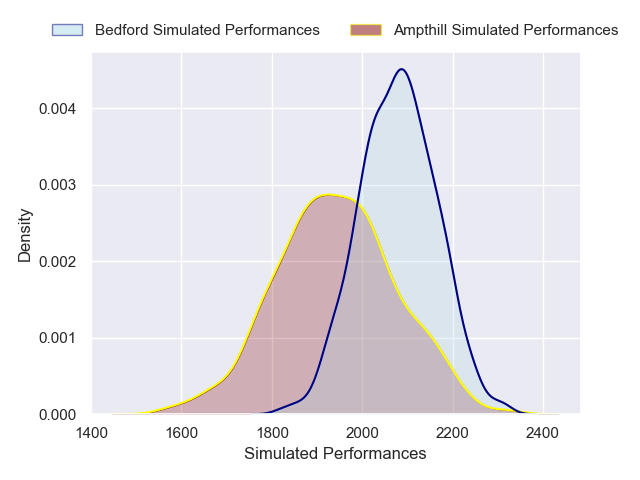 Bedford Simulated Performances Ampthill Simulated Performances
0.004
0.003
0.002
0.001
0.000
Density
1400 1600 1800 2000 2200 2400
Simulated Performances